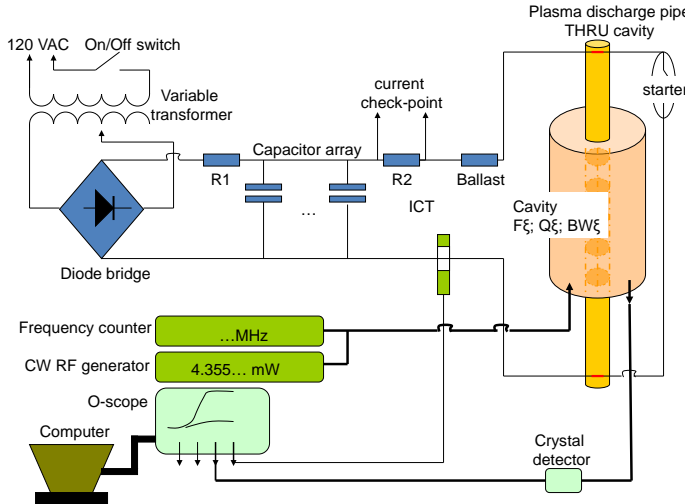 Plasma discharge pipe
THRU cavity
120 VAC
On/Off switch
starter
Variable
transformer
current
check-point
Capacitor array
R1
R2
Ballast
...
ICT
Cavity
Fξ; Qξ; BWξ
Diode bridge
Frequency counter
...MHz
CW RF generator
4.355... mW
O-scope
Computer
Crystal
detector